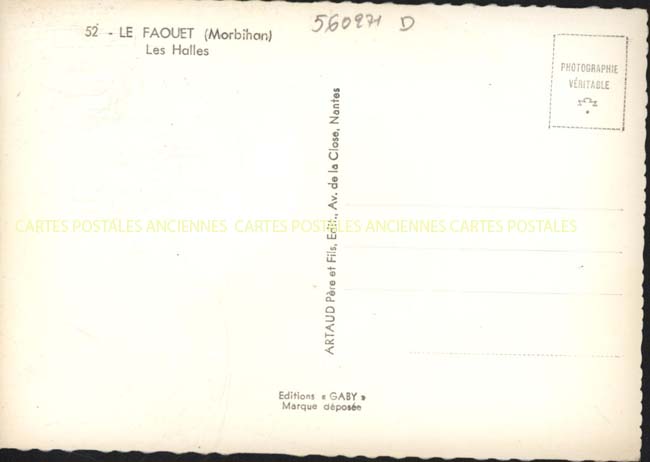 560271 D
52 - LE FAOUET (Morbihan)
Les Halles
PHOTOGRAPHIE
VÉRITABLE
ARTAUD Père et Fils, Edit., Av. de la Close, Nantes
CARTES POSTALES ANCIENNES CARTES POSTALES ANCIENNES CARTES POSTALES
Editions « GABY »
Marque déposée